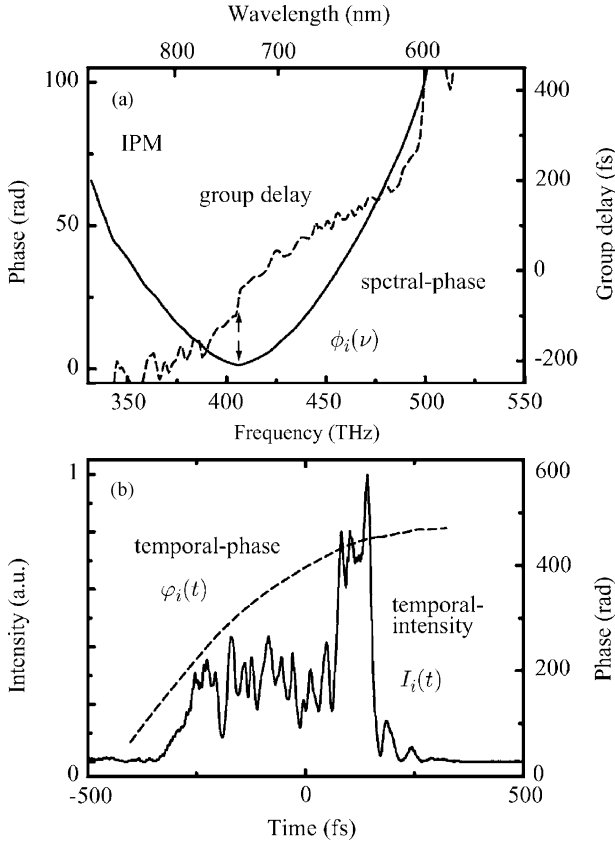 Wavelength (nm)
800 700 600
100 400
(a)
IPM
group delay
200
Phase (rad)
50
0
Group delay (fs)
spctral-phase
ϕi(ν)
0 -200
350 400 450 500 550
Frequency (THz)
1 600
(b)
temporal-phase
φi(t)
400
Intensity (a.u.)
temporal-
intensity
Ii(t)
Phase (rad)
200
0 0
-500 0 500
Time (fs)